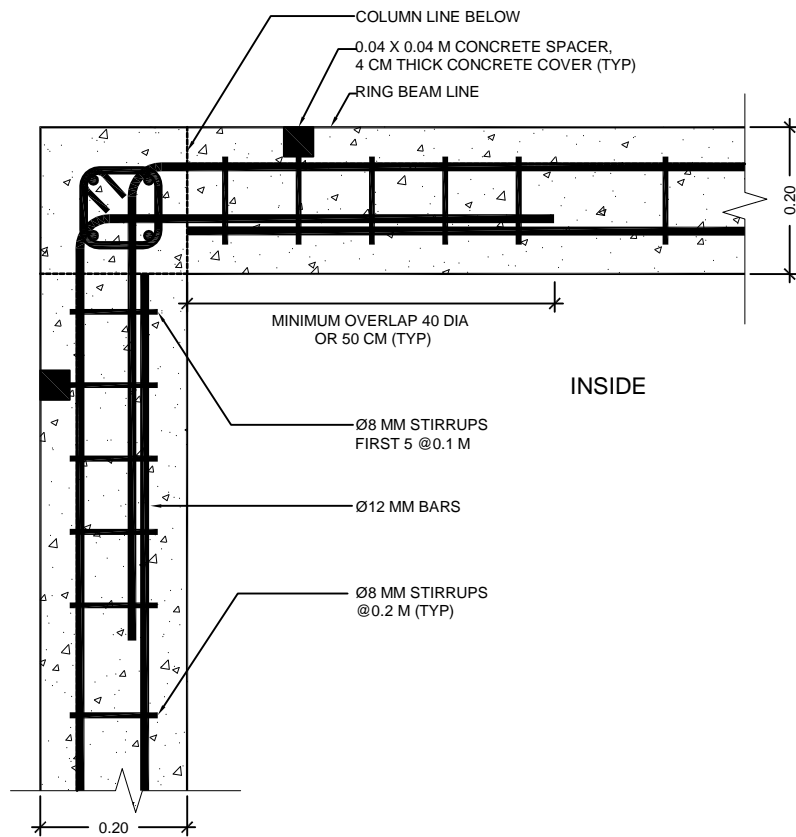 COLUMN LINE BELOW
0.04 X 0.04 M CONCRETE SPACER,
4 CM THICK CONCRETE COVER (TYP)
RING BEAM LINE
0.20
MINIMUM OVERLAP 40 DIA
OR 50 CM (TYP)
INSIDE
Ø8 MM STIRRUPS
FIRST 5 @0.1 M
Ø12 MM BARS
Ø8 MM STIRRUPS
@0.2 M (TYP)
0.20